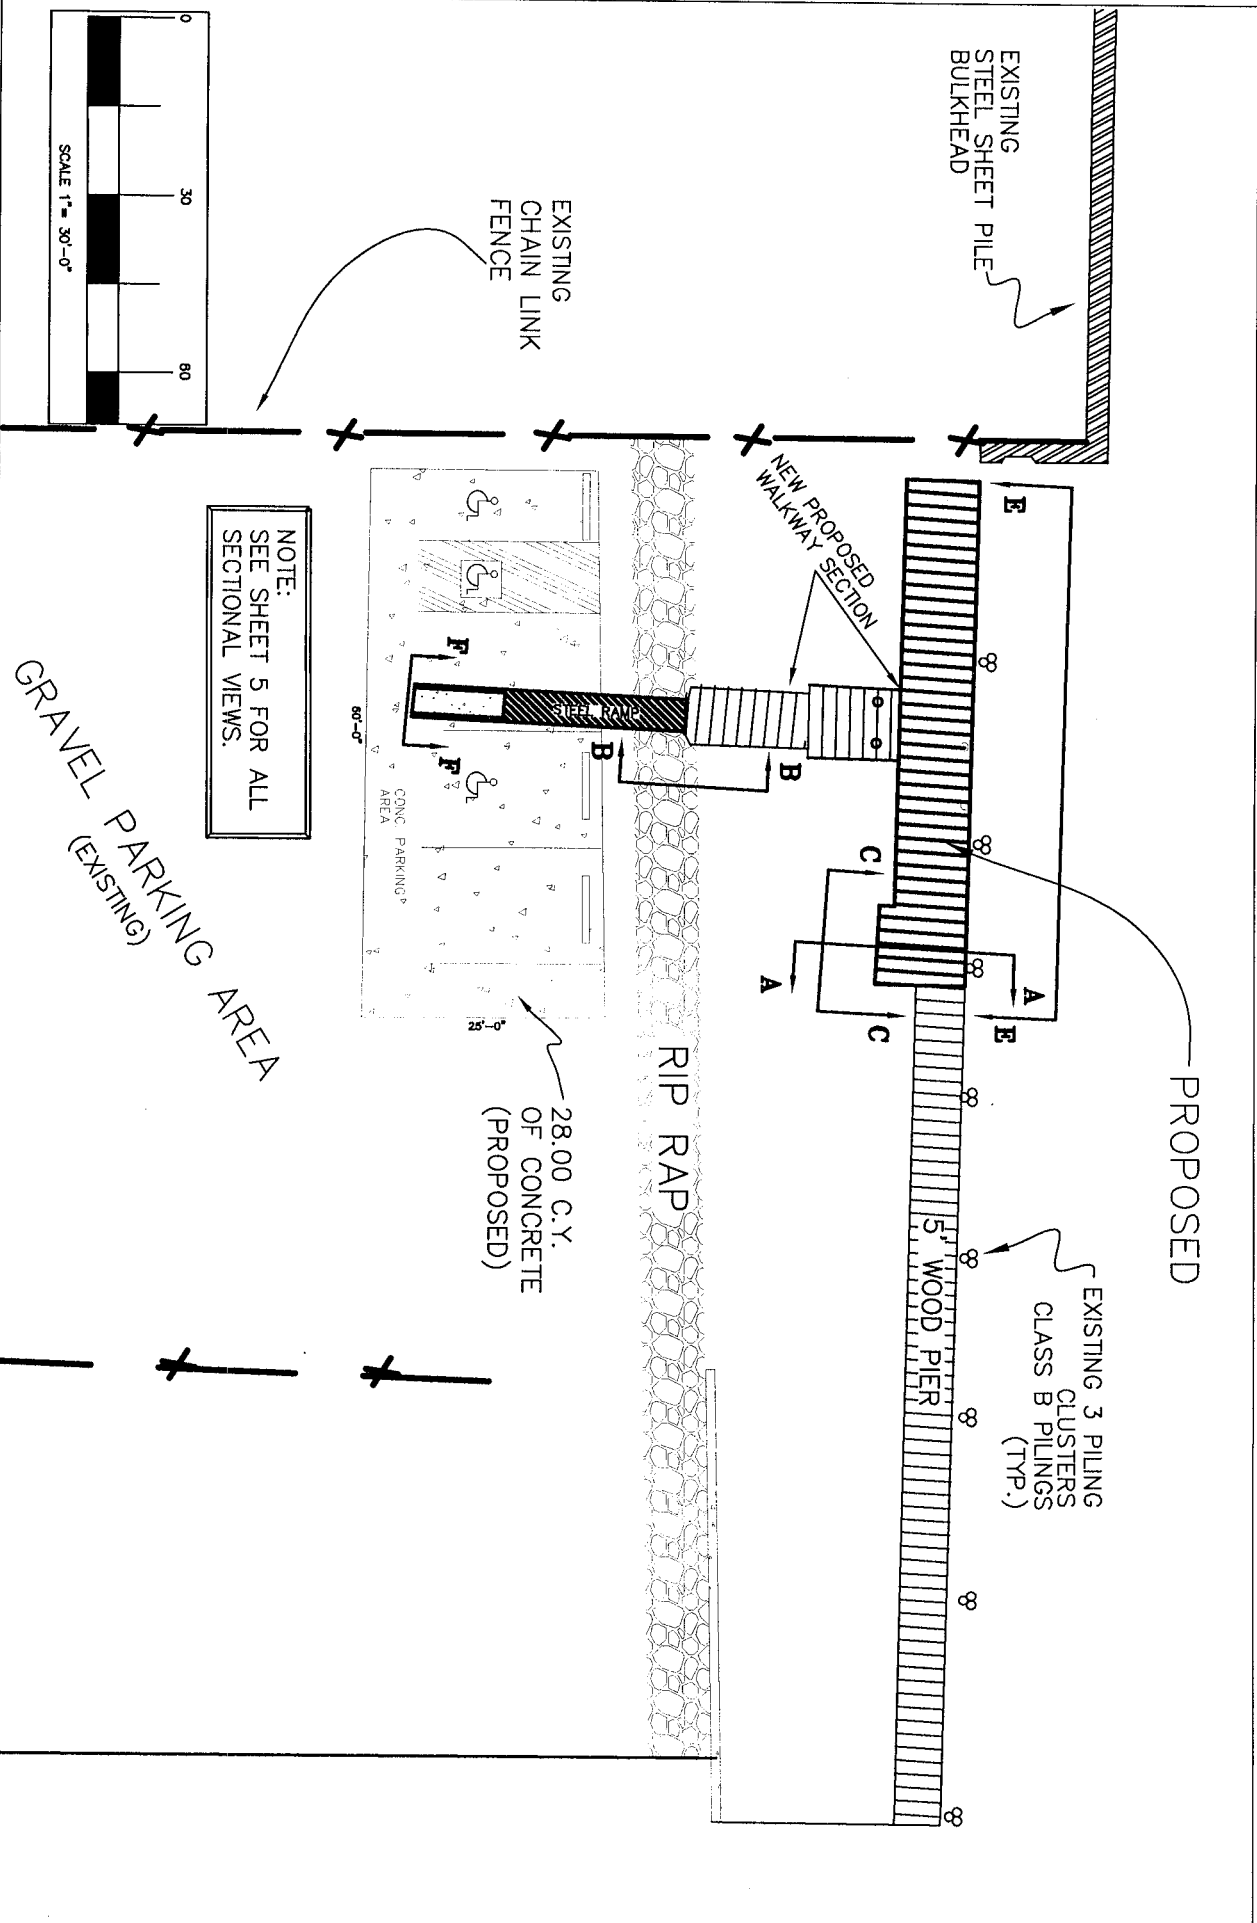 PROPOSED
EXISTING
STEEL SHEET PILE
BULKHEAD
E
E
EXISTING 3 PILING
CLUSTERS
CLASS B PILINGS
(TYP.)
A
A
5' WOOD PIER
C
C
NEW PROPOSED
WALKWAY SECTION
B
B
RIP RAP
STEEL RAMP
EXISTING
CHAIN LINK
FENCE
28.00 C.Y.
OF CONCRETE
(PROPOSED)
25'-0"
F
F
CONC. PARKING
AREA
60'-0"
NOTE:
SEE SHEET 5 FOR ALL
SECTIONAL VIEWS.
0
30
60
SCALE 1"= 30'-0"
GRAVEL PARKING AREA
(EXISTING)